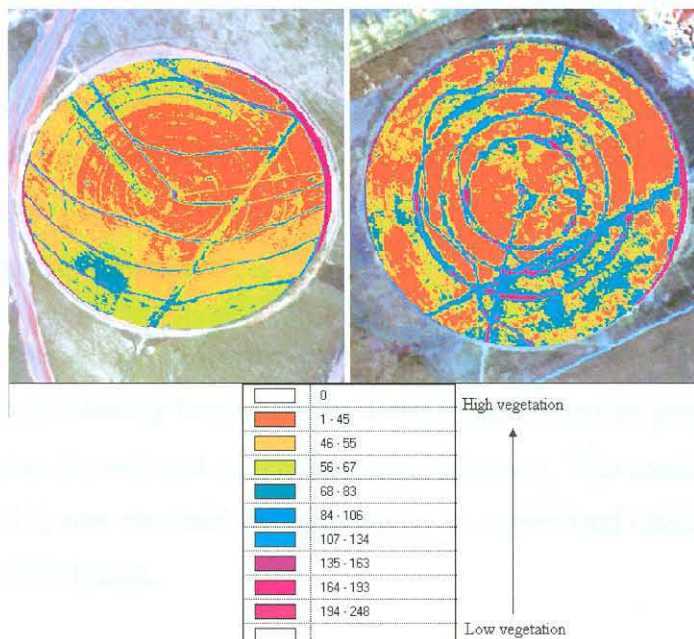 0
High vegetation
1 - 45
46 - 55
56 - 67
68 - 83
84 - 106
107 - 134
135 - 163
164 - 193
194 - 248
Low vegetation